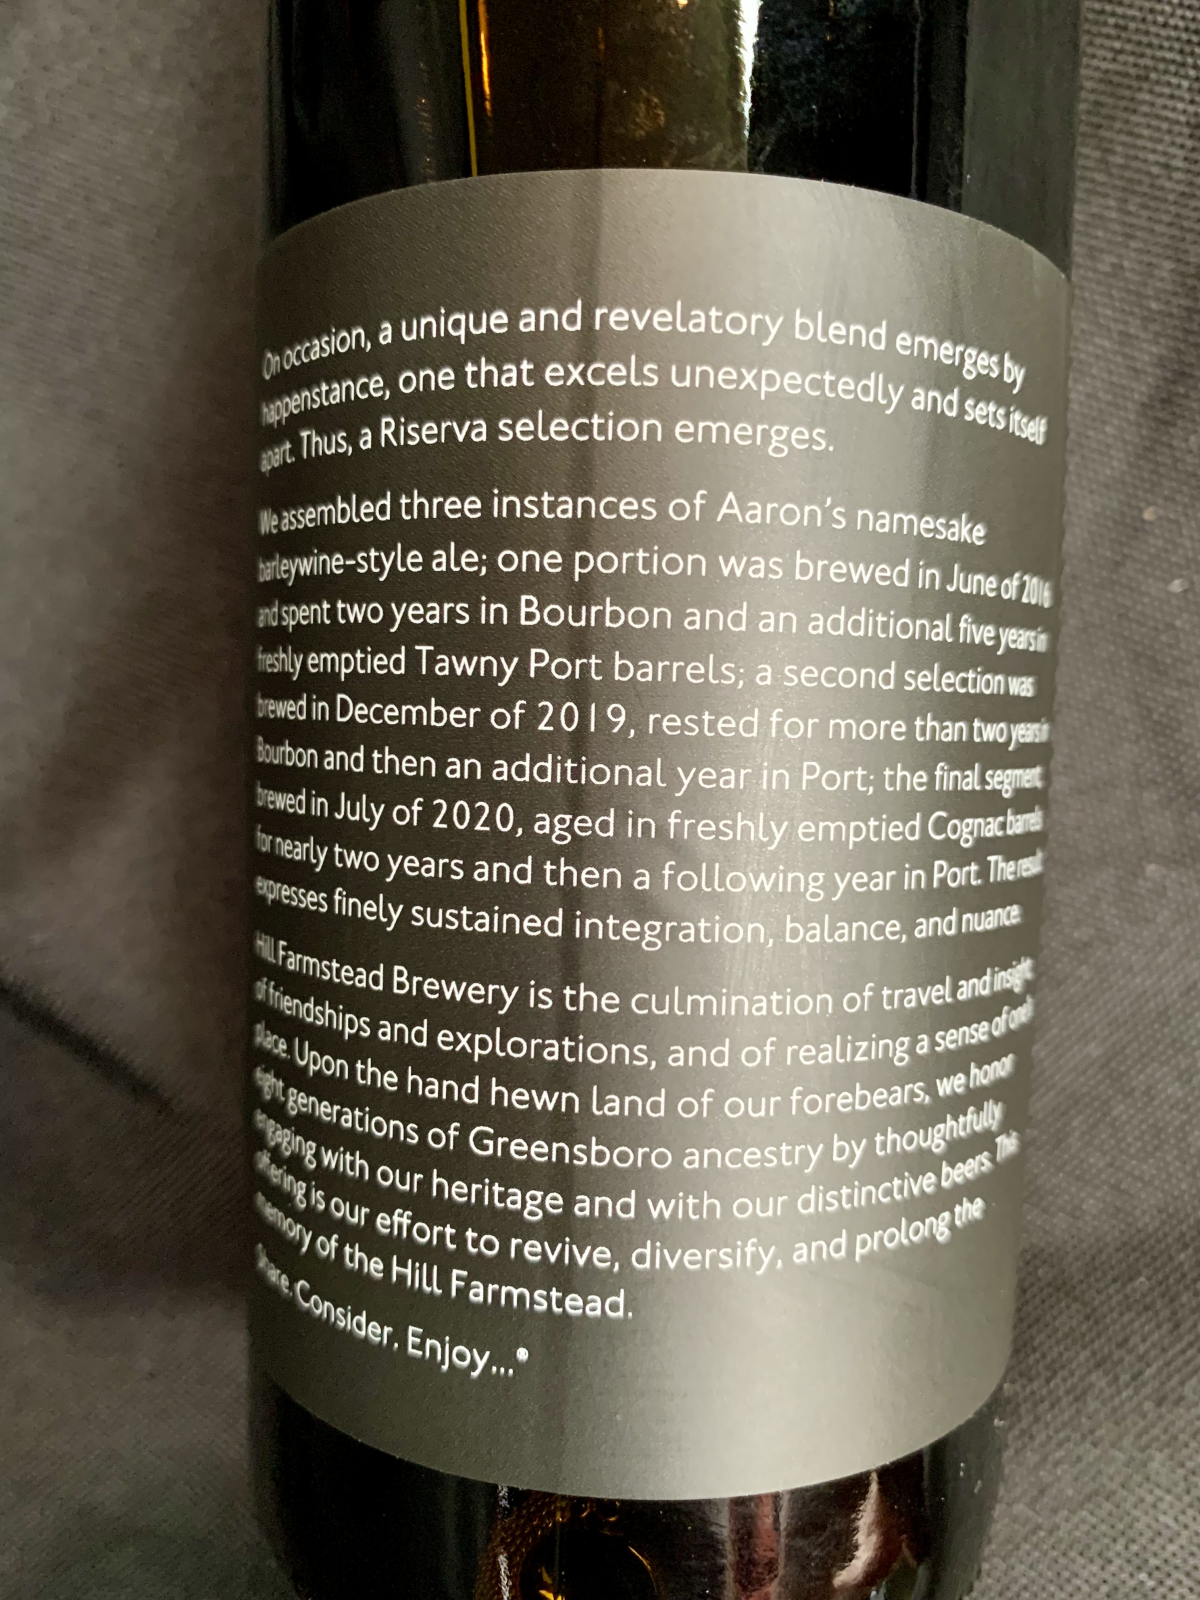 On occasion, a unique and revelatory blend emerges by
happenstance, one that excels unexpectedly and sets itself
apart. Thus, a Riserva selection emerges.
We assembled three instances of Aaron's namesake
barleywine-style ale; one portion was brewed in June of 2016
and spent two years in Bourbon and an additional five years in
freshly emptied Tawny Port barrels; a second selection was
brewed in December of 2019, rested for more than two years in
Bourbon and then an additional year in Port; the final segment,
brewed in July of 2020, aged in freshly emptied Cognac barrels
for nearly two years and then a following year in Port. The result
expresses finely sustained integration, balance, and nuance.
Hill Farmstead Brewery is the culmination of travel and insight,
of friendships and explorations, and of realizing a sense of one's
place. Upon the hand hewn land of our forebears, we honor
eight generations of Greensboro ancestry by thoughtfully
engaging with our heritage and with our distinctive beers. This
offering is our effort to revive, diversify, and prolong the
memory of the Hill Farmstead.
Share. Consider. Enjoy...®